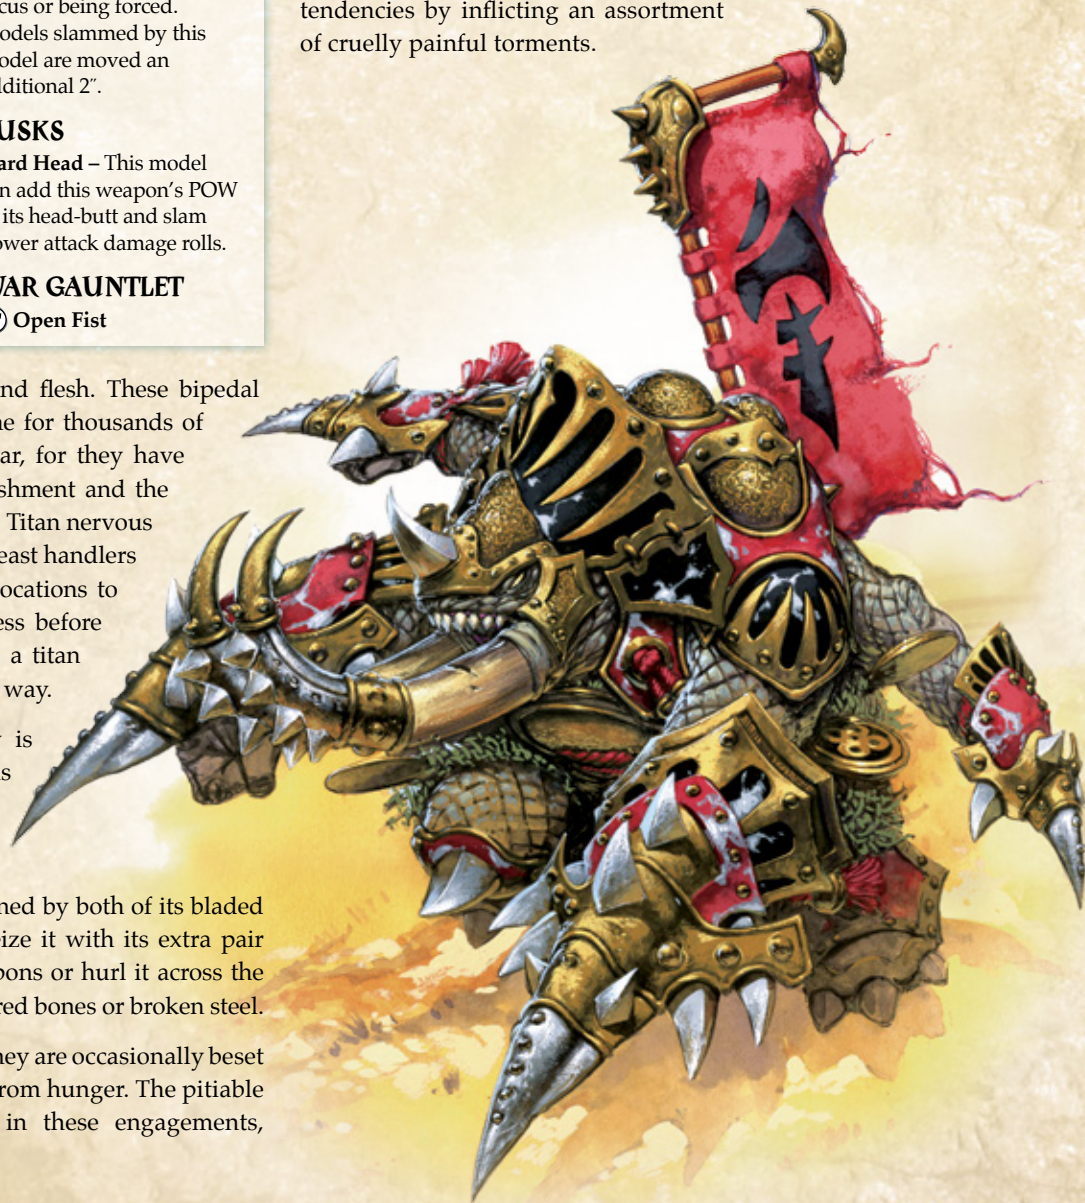 cus or being forced.
odels slammed by this
odel are moved an
dditional 2″.
USKS
ard Head – This model
n add this weapon's POW
its head-butt and slam
ower attack damage rolls.
WAR GAUNTLET
Open Fist
nd flesh. These bipedal
ne for thousands of
ar, for they have
shment and the
Titan nervous
east handlers
ocations to
ess before
a titan
way.
is
s
ned by both of its bladed
eize it with its extra pair
pons or hurl it across the
red bones or broken steel.
hey are occasionally beset
from hunger. The pitiable
in these engagements,
tendencies by inflicting an assortment
of cruelly painful torments.